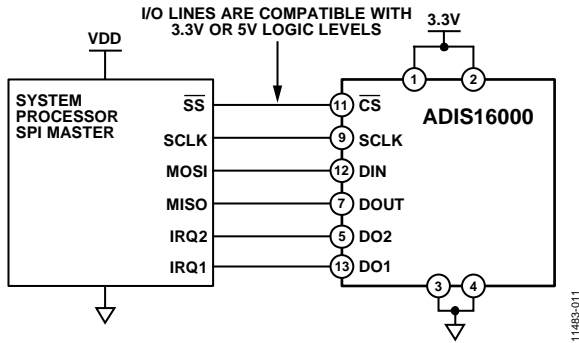 I/O LINES ARE COMPATIBLE WITH
3.3V OR 5V LOGIC LEVELS
VDD
3.3V
1
2
SYSTEM
PROCESSOR
SPI MASTER
ADIS16000
SS 11 CS
SCLK 9 SCLK
MOSI 12 DIN
MISO 7 DOUT
IRQ2 5 DO2
IRQ1 13 DO1
3
4
11483-011